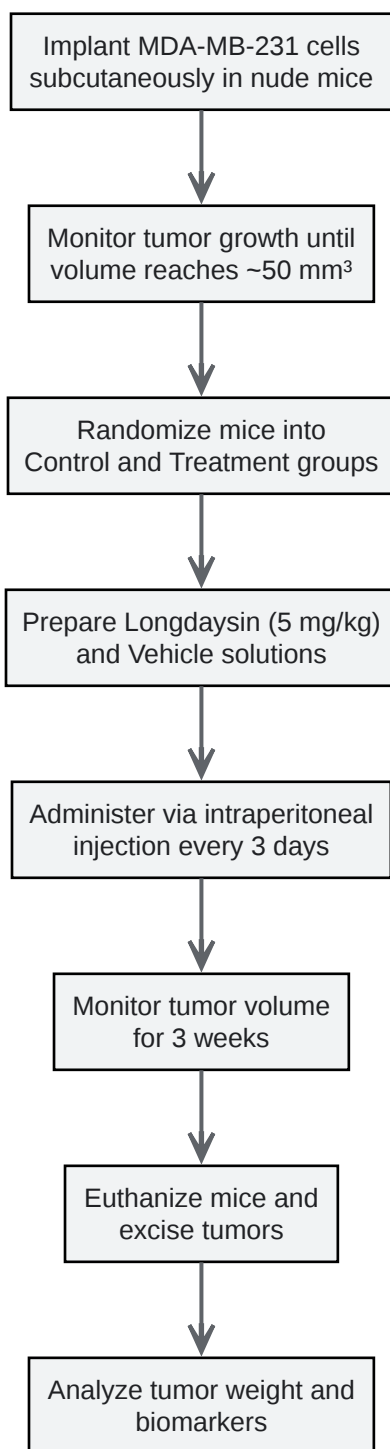 Implant MDA-MB-231 cells
subcutaneously in nude mice
Monitor tumor growth until
volume reaches ~50 mm³
Randomize mice into
Control and Treatment groups
Prepare Longdaysin (5 mg/kg)
and Vehicle solutions
Administer via intraperitoneal
injection every 3 days
Monitor tumor volume
for 3 weeks
Euthanize mice and
excise tumors
Analyze tumor weight and
biomarkers